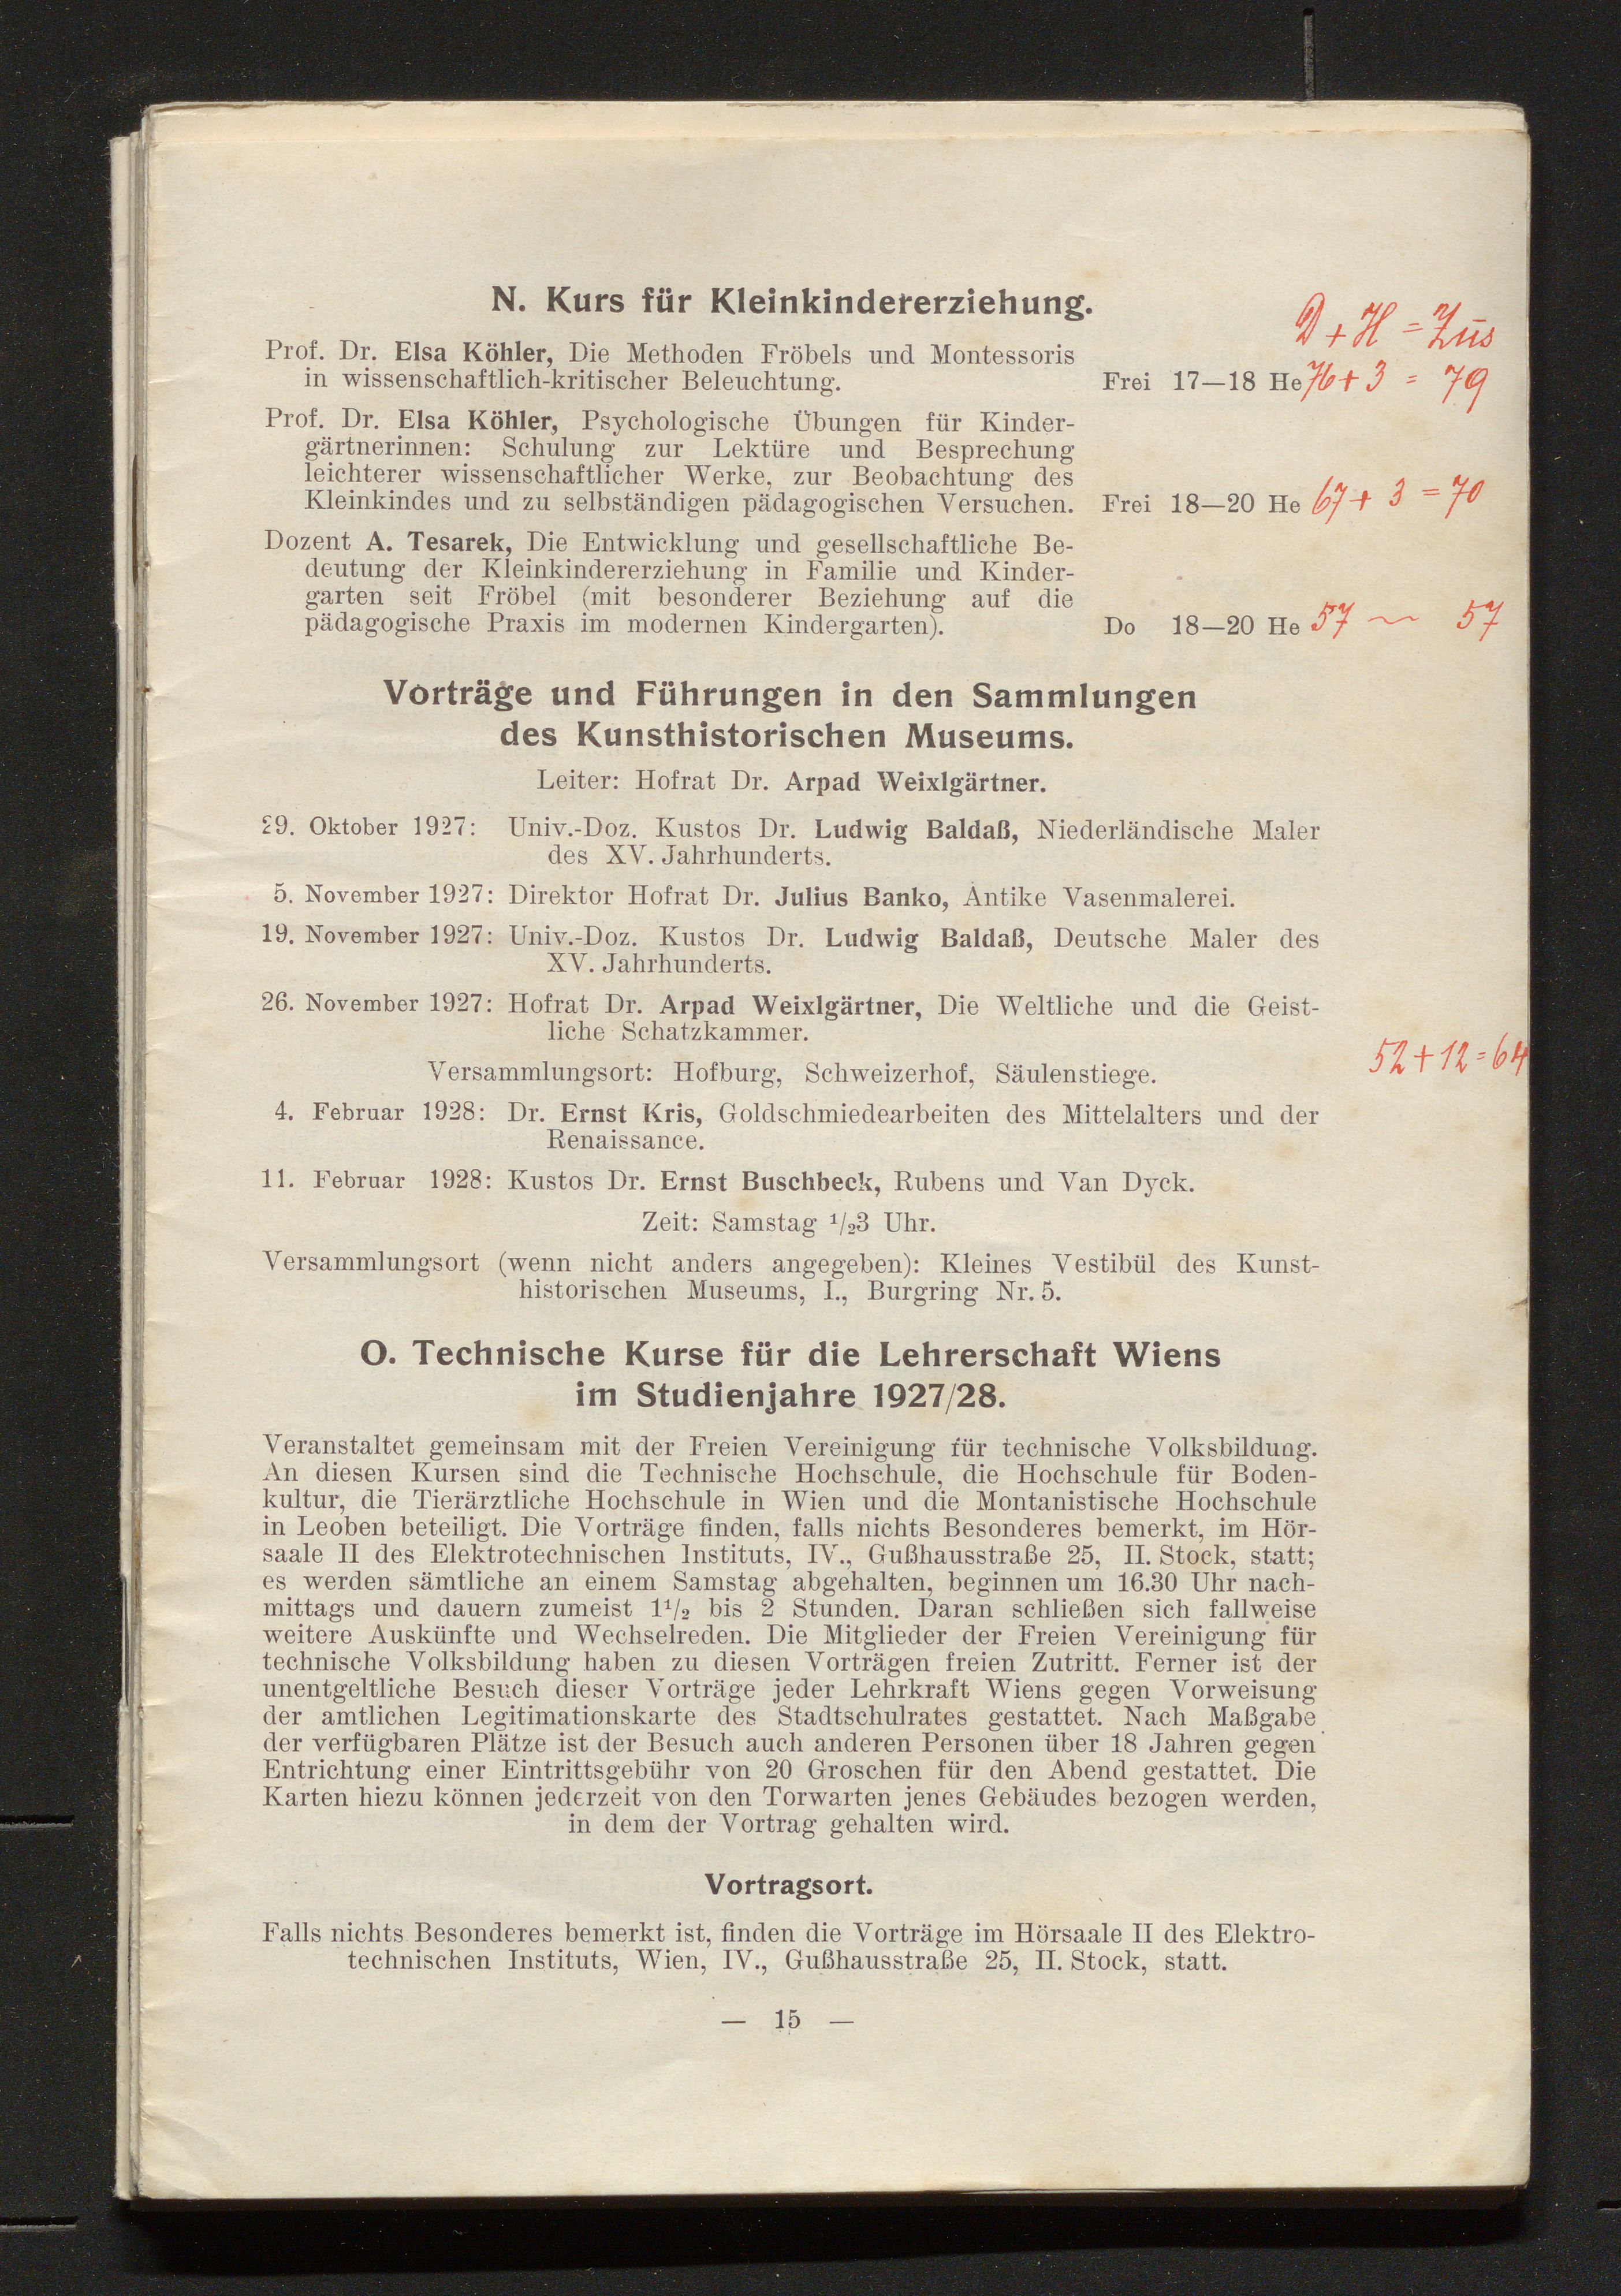 N. Kurs für Kleinkindererziehung.
D + H = Zus
Prof. Dr. Elsa Köhler, Die Methoden Fröbels und Montessoris
in wissenschaftlich-kritischer Beleuchtung. Frei 17—18 He 76 + 3 = 79
Prof. Dr. Elsa Köhler, Psychologische Übungen für Kinder-
gärtnerinnen: Schulung zur Lektüre und Besprechung
leichterer wissenschaftlicher Werke, zur Beobachtung des
Kleinkindes und zu selbständigen pädagogischen Versuchen. Frei 18—20 He 67 + 3 = 70
Dozent A. Tesarek, Die Entwicklung und gesellschaftliche Be-
deutung der Kleinkindererziehung in Familie und Kinder-
garten seit Fröbel (mit besonderer Beziehung auf die
pädagogische Praxis im modernen Kindergarten). Do 18—20 He 57 ~ 57
Vorträge und Führungen in den Sammlungen
des Kunsthistorischen Museums.
Leiter: Hofrat Dr. Arpad Weixlgärtner.
29. Oktober 1927: Univ.-Doz. Kustos Dr. Ludwig Baldaß, Niederländische Maler
des XV. Jahrhunderts.
5. November 1927: Direktor Hofrat Dr. Julius Banko, Antike Vasenmalerei.
19. November 1927: Univ.-Doz. Kustos Dr. Ludwig Baldaß, Deutsche Maler des
XV. Jahrhunderts.
26. November 1927: Hofrat Dr. Arpad Weixlgärtner, Die Weltliche und die Geist-
liche Schatzkammer.
52 + 12 = 64
Versammlungsort: Hofburg, Schweizerhof, Säulenstiege.
4. Februar 1928: Dr. Ernst Kris, Goldschmiedearbeiten des Mittelalters und der
Renaissance.
11. Februar 1928: Kustos Dr. Ernst Buschbeck, Rubens und Van Dyck.
Zeit: Samstag ½3 Uhr.
Versammlungsort (wenn nicht anders angegeben): Kleines Vestibül des Kunst-
historischen Museums, I., Burgring Nr. 5.
O. Technische Kurse für die Lehrerschaft Wiens
im Studienjahre 1927/28.
Veranstaltet gemeinsam mit der Freien Vereinigung für technische Volksbildung.
An diesen Kursen sind die Technische Hochschule, die Hochschule für Boden-
kultur, die Tierärztliche Hochschule in Wien und die Montanistische Hochschule
in Leoben beteiligt. Die Vorträge finden, falls nichts Besonderes bemerkt, im Hör-
saale II des Elektrotechnischen Instituts, IV., Gußhausstraße 25, II. Stock, statt;
es werden sämtliche an einem Samstag abgehalten, beginnen um 16.30 Uhr nach-
mittags und dauern zumeist 1½ bis 2 Stunden. Daran schließen sich fallweise
weitere Auskünfte und Wechselreden. Die Mitglieder der Freien Vereinigung für
technische Volksbildung haben zu diesen Vorträgen freien Zutritt. Ferner ist der
unentgeltliche Besuch dieser Vorträge jeder Lehrkraft Wiens gegen Vorweisung
der amtlichen Legitimationskarte des Stadtschulrates gestattet. Nach Maßgabe
der verfügbaren Plätze ist der Besuch auch anderen Personen über 18 Jahren gegen
Entrichtung einer Eintrittsgebühr von 20 Groschen für den Abend gestattet. Die
Karten hiezu können jederzeit von den Torwarten jenes Gebäudes bezogen werden,
in dem der Vortrag gehalten wird.
Vortragsort.
Falls nichts Besonderes bemerkt ist, finden die Vorträge im Hörsaale II des Elektro-
technischen Instituts, Wien, IV., Gußhausstraße 25, II. Stock, statt.
— 15 —